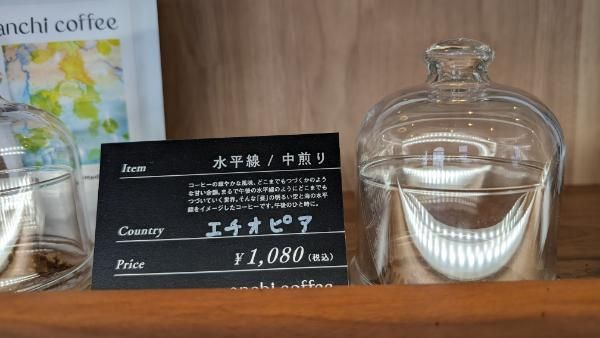 anchi coffee
Item 水平線 / 中煎り
コーヒーの華やかな風味、どこまでもつづくかのよう
な甘い余韻。まるで午後の水平線のようにどこまでも
つづいていく世界。そんな「昼」の明るい空と海の水平
線をイメージしたコーヒーです。午後のひと時に。
Country エチオピア
Price ¥1,080(税込)
anchi coffee